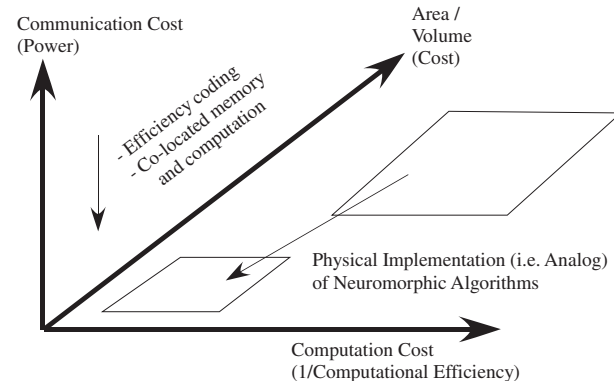 Communication Cost
(Power)
Area /
Volume
(Cost)
- Efficiency coding
- Co-located memory
and computation
Physical Implementation (i.e. Analog)
of Neuromorphic Algorithms
Computation Cost
(1/Computational Efficiency)